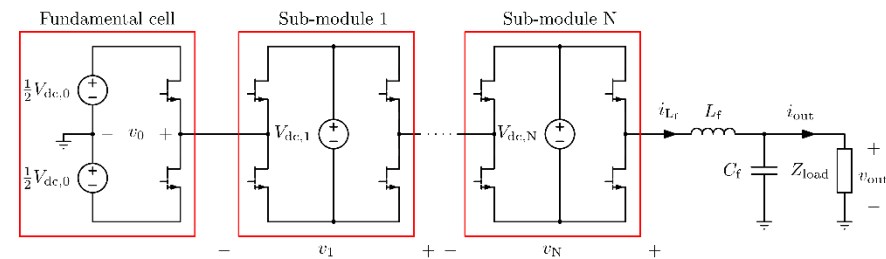 Fundamental cell
Sub-module 1
Sub-module N
½V_dc,0
− v_0 +
½V_dc,0
V_dc,1
V_dc,N
i_Lf
L_f
i_out
C_f
Z_load
+
v_out
−
− v_1 +
− v_N +